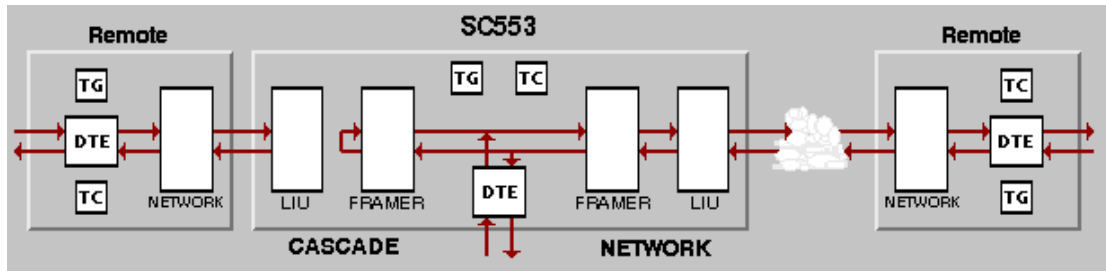 SC553
Remote
TG
DTE
TC
NETWORK
LIU
FRAMER
TG
TC
DTE
FRAMER
LIU
CASCADE
NETWORK
Remote
TC
DTE
TG
NETWORK